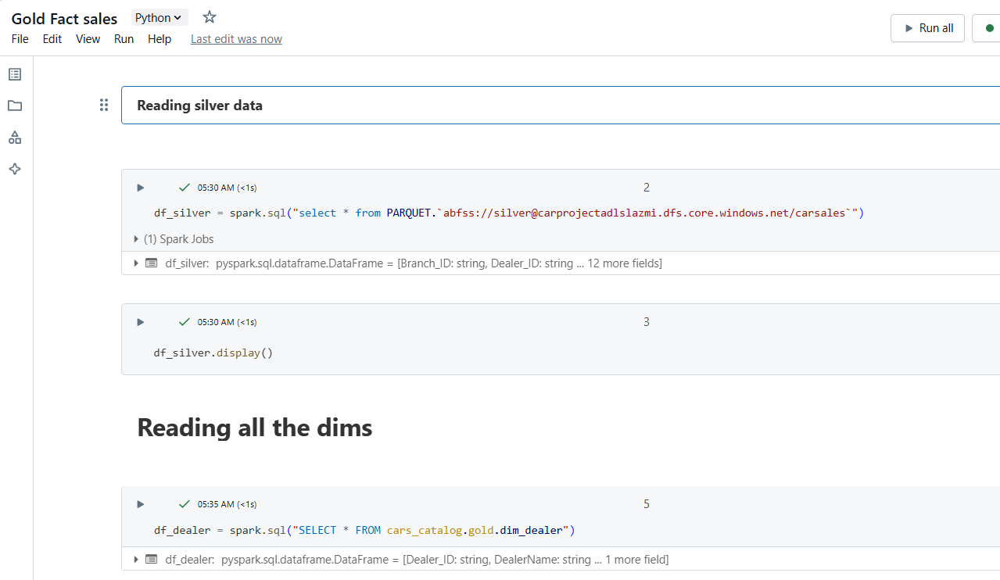 Gold Fact sales Python
File Edit View Run Help Last edit was now
Run all
Reading silver data
05:30 AM (<1s) 2
df_silver = spark.sql("select * from PARQUET.`abfss://silver@carprojectadlslazmi.dfs.core.windows.net/carsales`")
(1) Spark Jobs
df_silver: pyspark.sql.dataframe.DataFrame = [Branch_ID: string, Dealer_ID: string ... 12 more fields]
05:30 AM (<1s) 3
df_silver.display()
Reading all the dims
05:35 AM (<1s) 5
df_dealer = spark.sql("SELECT * FROM cars_catalog.gold.dim_dealer")
df_dealer: pyspark.sql.dataframe.DataFrame = [Dealer_ID: string, DealerName: string ... 1 more field]